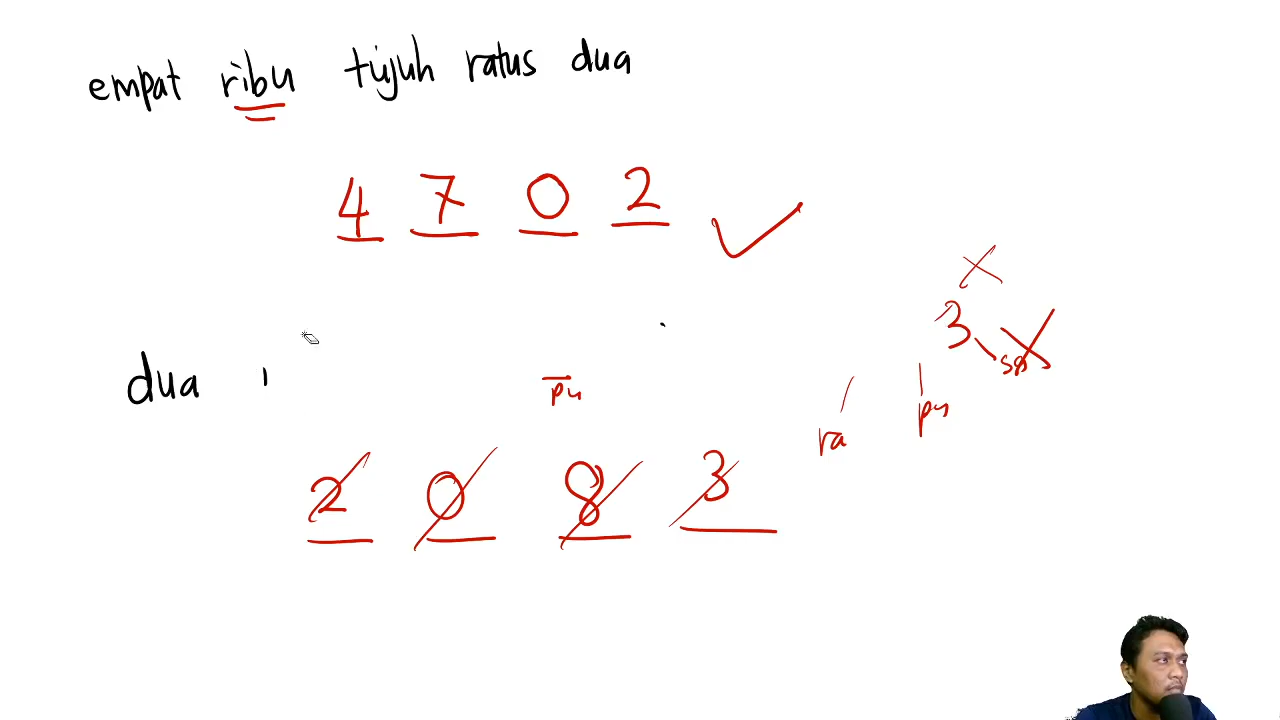 empat ribu tujuh ratus dua
4 7 0 2
3
dua
pu
ra pu
2 0 8 3